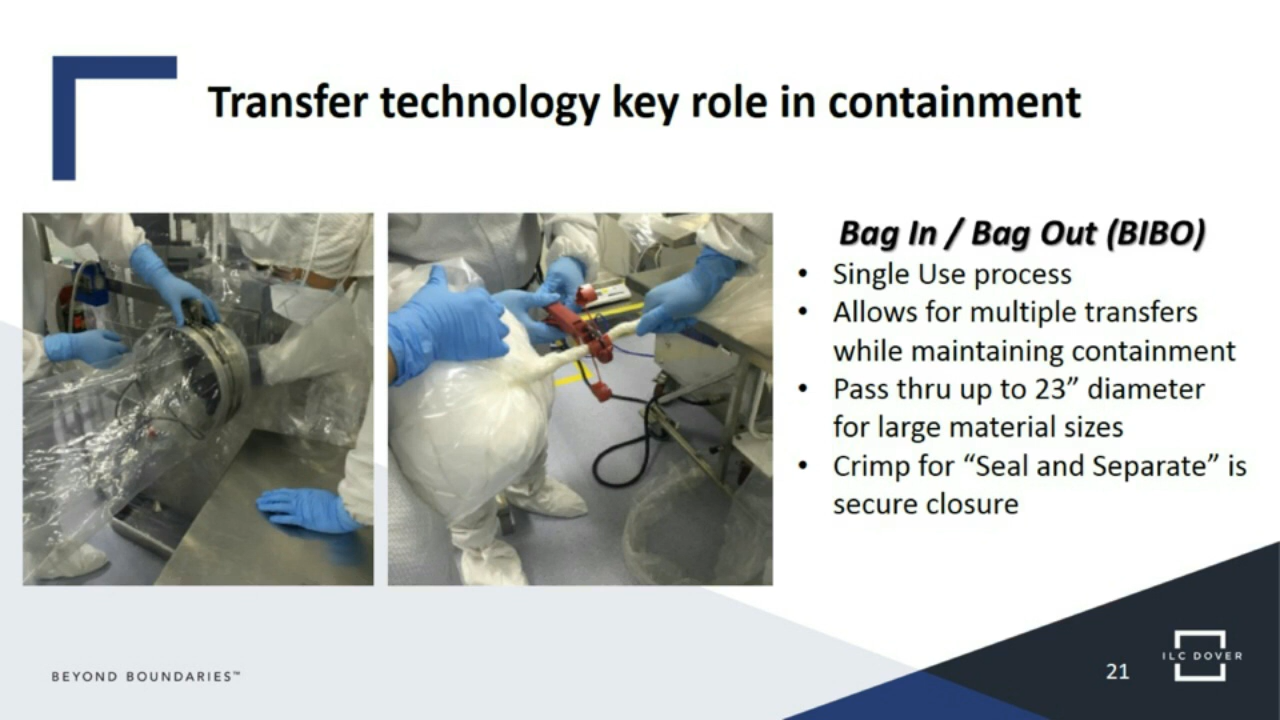 Transfer technology key role in containment
Bag In / Bag Out (BIBO)
• Single Use process
• Allows for multiple transfers
while maintaining containment
• Pass thru up to 23” diameter
for large material sizes
• Crimp for “Seal and Separate” is
secure closure
BEYOND BOUNDARIES™
21
ILC DOVER